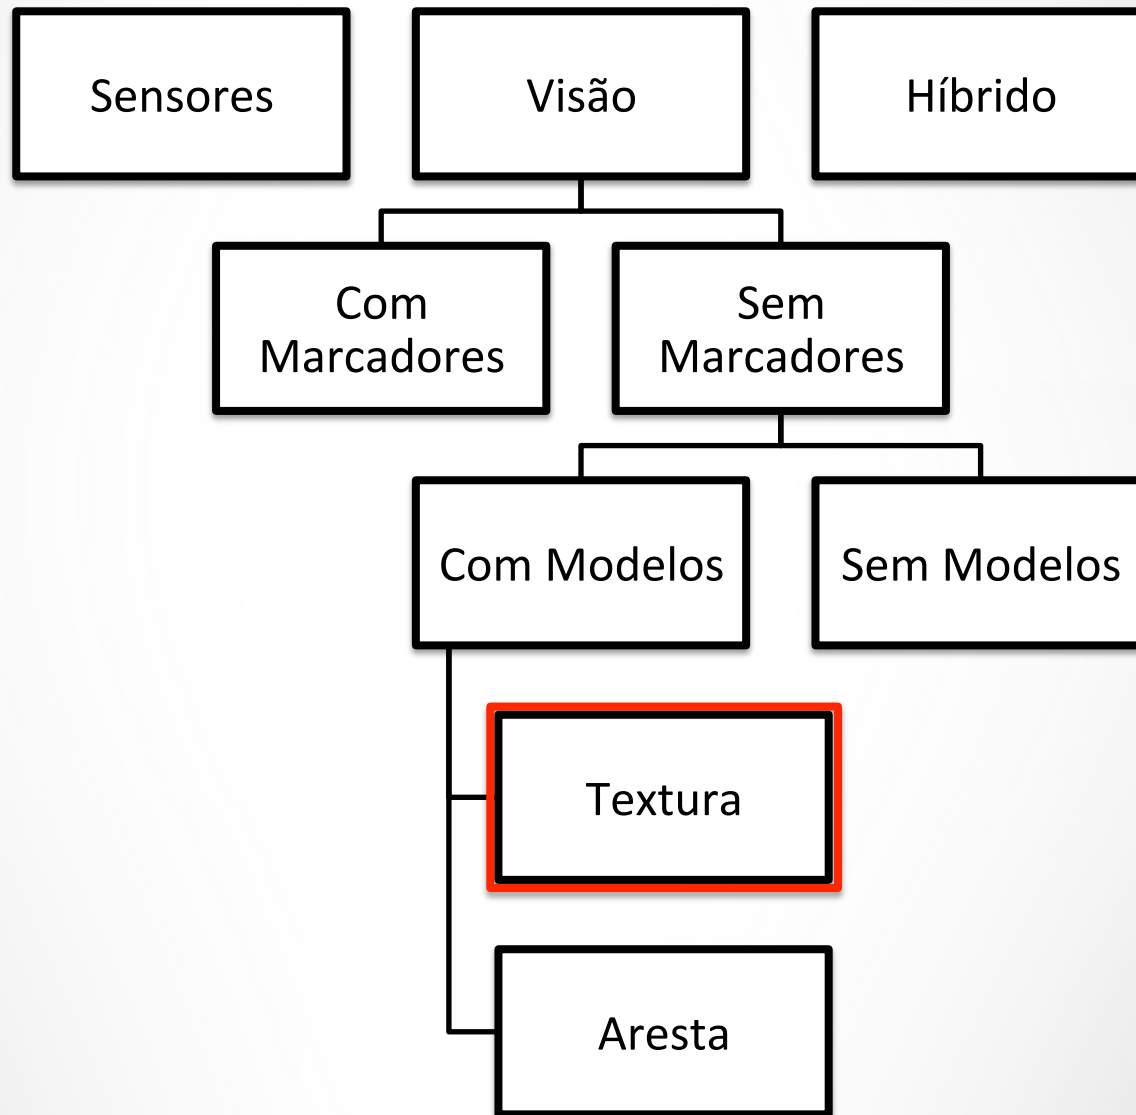 Sensores
Visão
Híbrido
Com
Marcadores
Sem
Marcadores
Com Modelos
Sem Modelos
Textura
Aresta